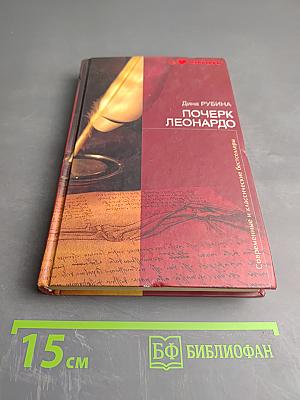 Дина РУБИНА
ПОЧЕРК
ЛЕОНАРДО
Современные и классические бестселлеры
15 см
БФ БИБЛИОФАН